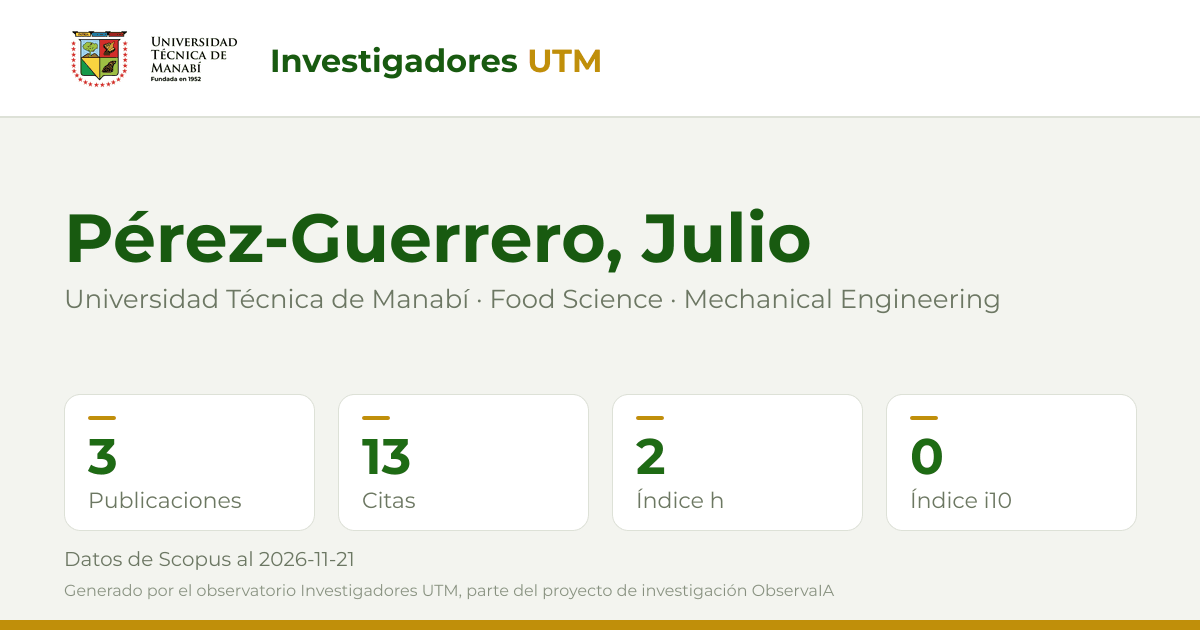 UNIVERSIDAD
TÉCNICA DE
MANABÍ
Fundada en 1952
Investigadores UTM
Pérez-Guerrero, Julio
Universidad Técnica de Manabí · Food Science · Mechanical Engineering
3
Publicaciones
13
Citas
2
Índice h
0
Índice i10
Datos de Scopus al 2026-11-21
Generado por el observatorio Investigadores UTM, parte del proyecto de investigación ObservaIA